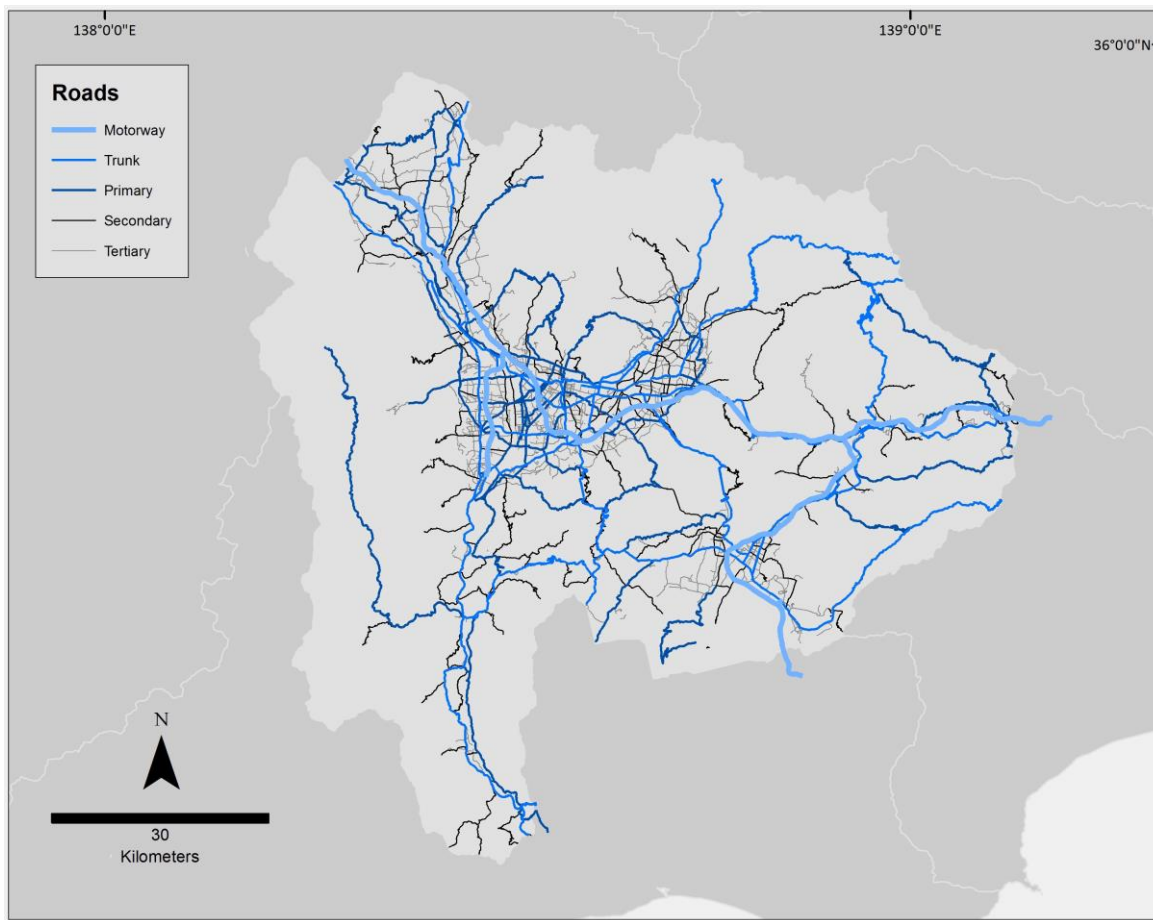 138°0'0"E
139°0'0"E
36°0'0"N
Roads
Motorway
Trunk
Primary
Secondary
Tertiary
N
30
Kilometers